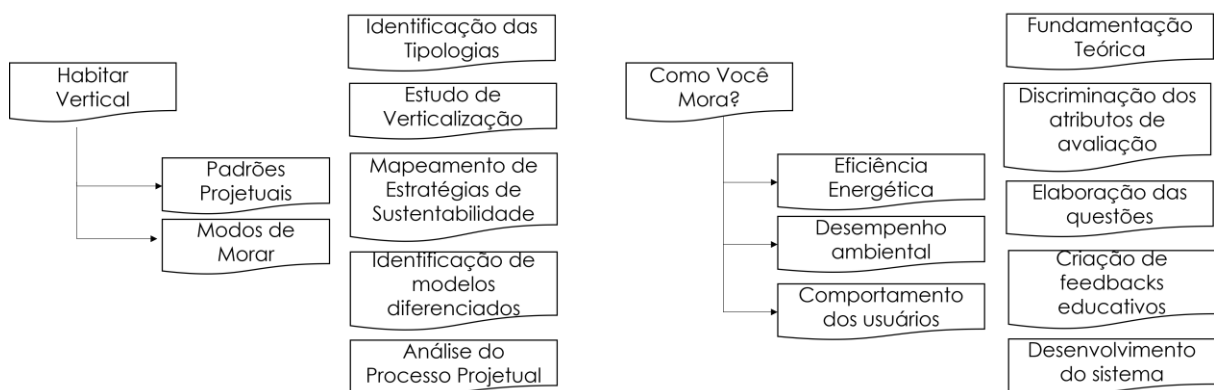 Habitar
Vertical
Padrões
Projetuais
Modos de
Morar
Identificação das
Tipologias
Estudo de
Verticalização
Mapeamento de
Estratégias de
Sustentabilidade
Identificação de
modelos
diferenciados
Análise do
Processo Projetual
Como Você
Mora?
Eficiência
Energética
Desempenho
ambiental
Comportamento
dos usuários
Fundamentação
Teórica
Discriminação dos
atributos de
avaliação
Elaboração das
questões
Criação de
feedbacks
educativos
Desenvolvimento
do sistema